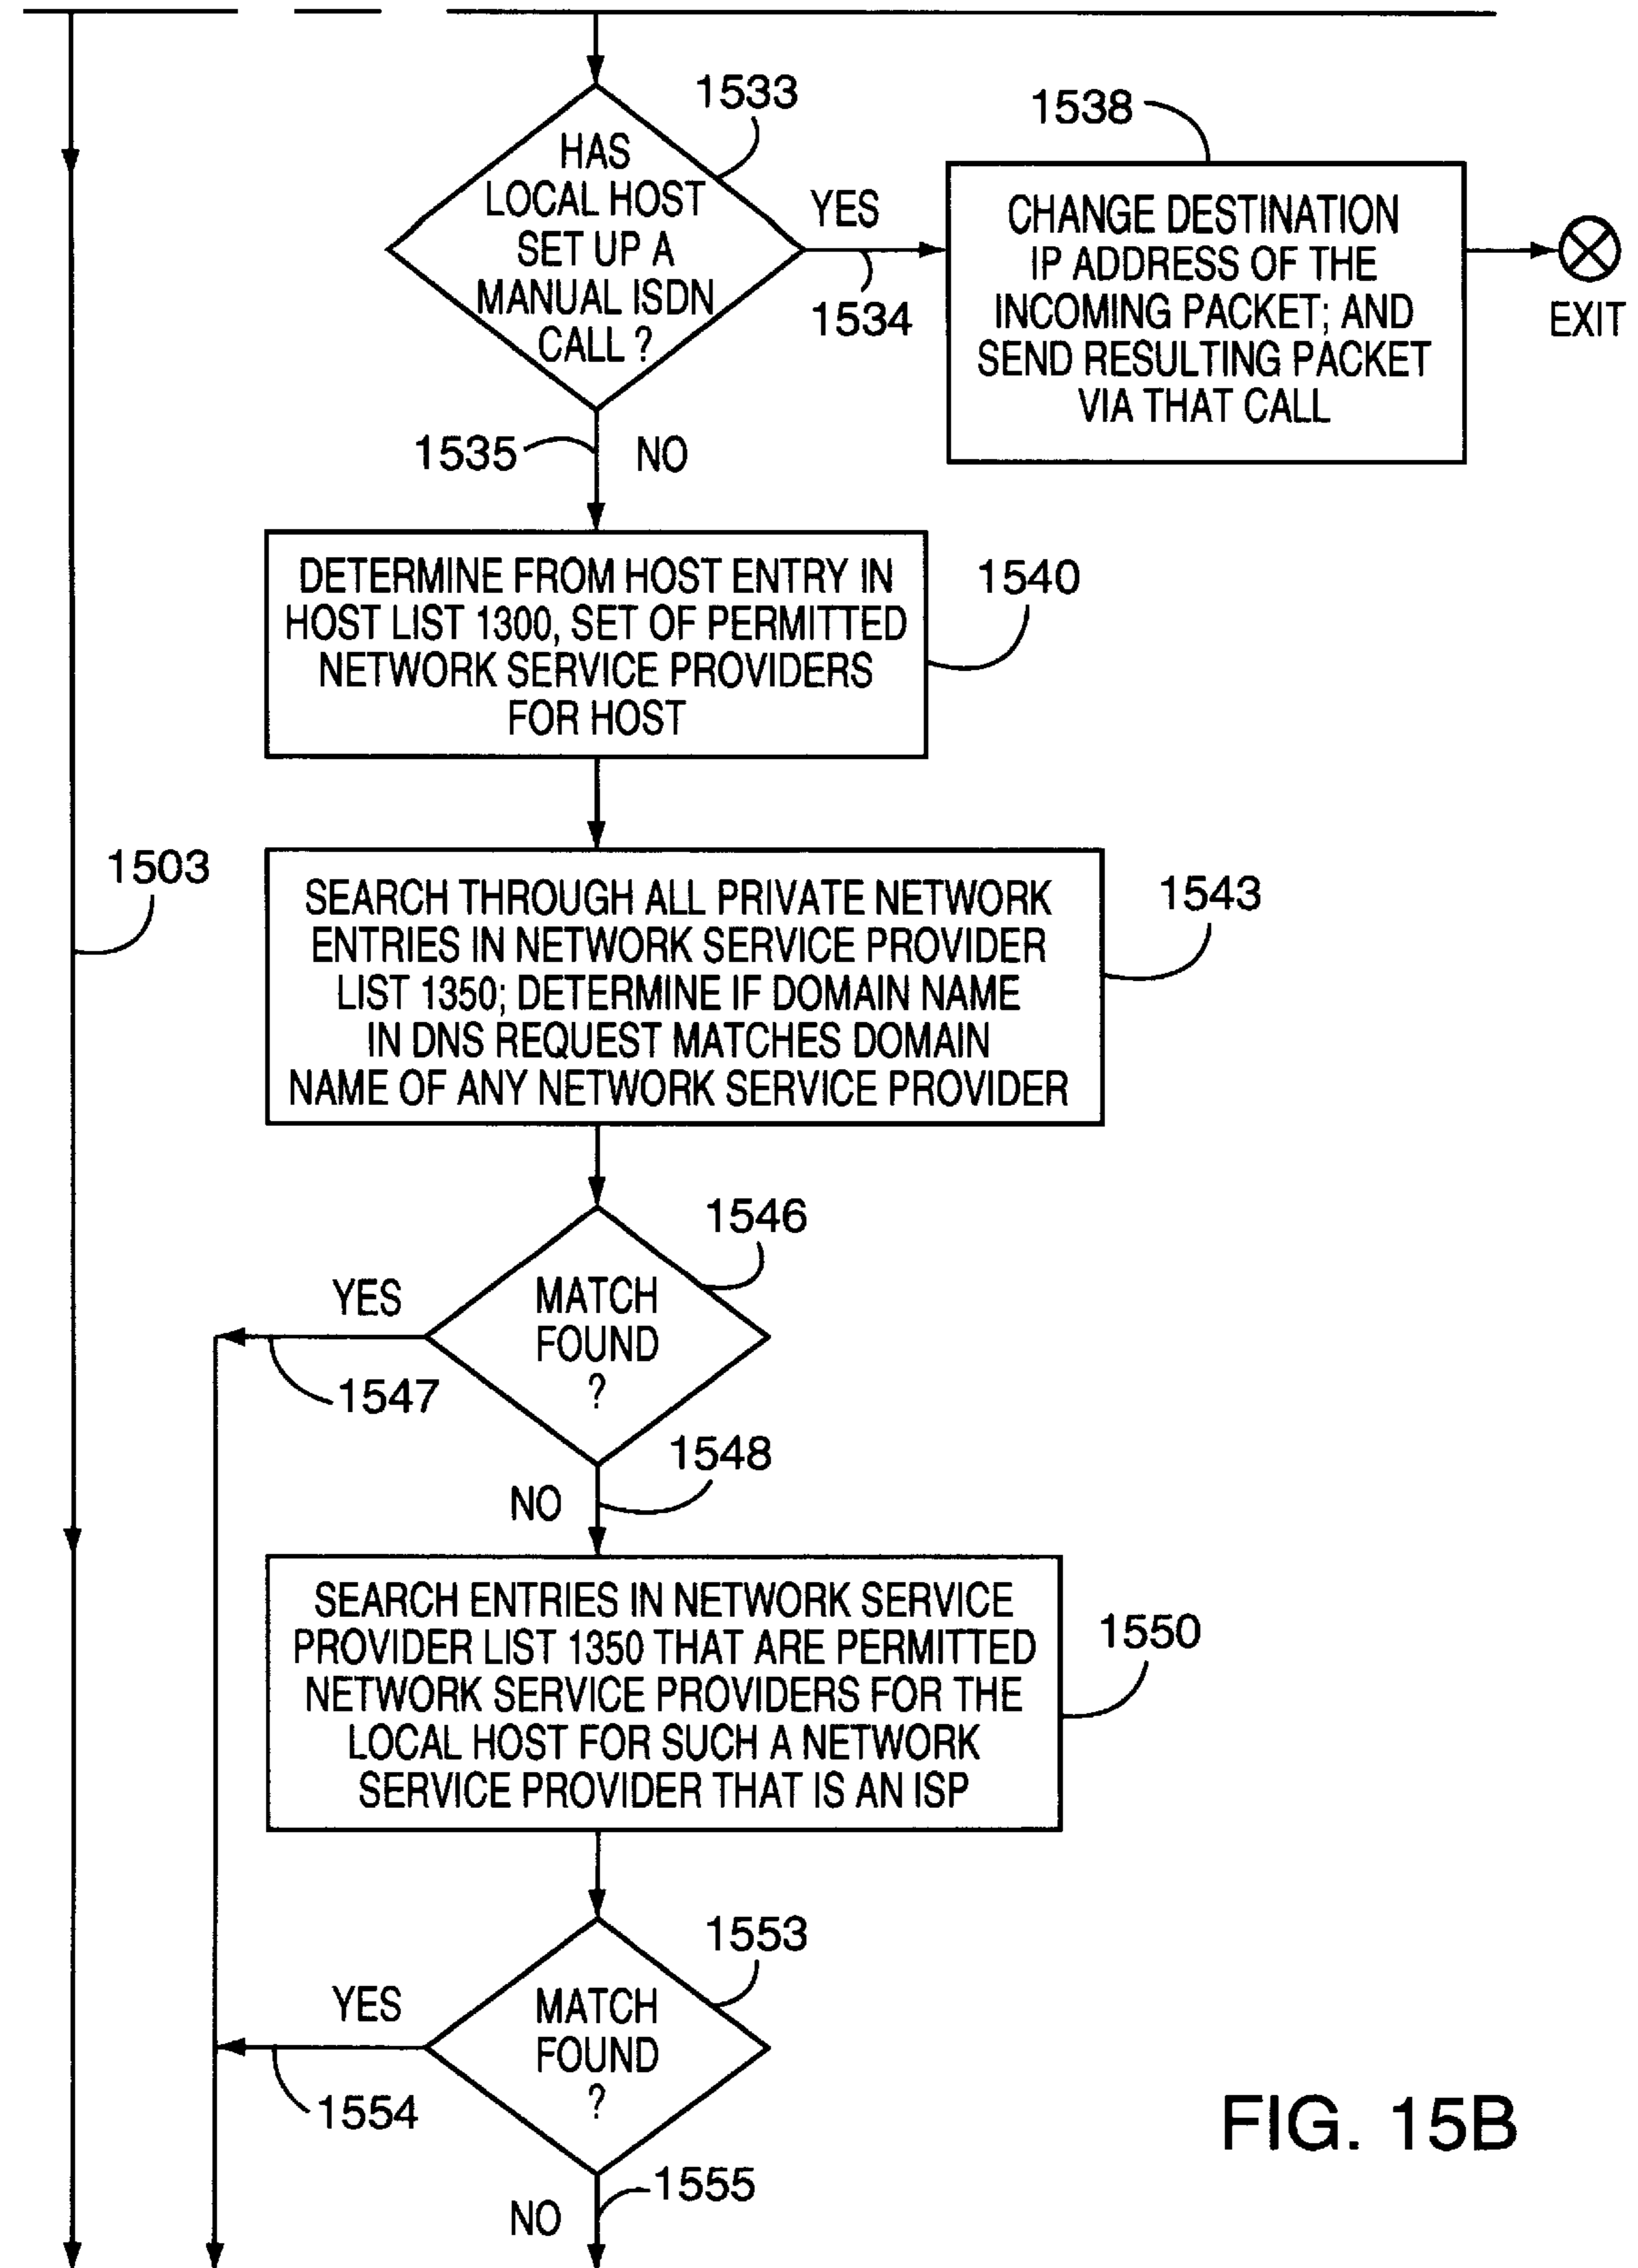 1533
HAS
LOCAL HOST
SET UP A
MANUAL ISDN
CALL ?
YES
1534
1538
CHANGE DESTINATION
IP ADDRESS OF THE
INCOMING PACKET; AND
SEND RESULTING PACKET
VIA THAT CALL
EXIT
1535
NO
DETERMINE FROM HOST ENTRY IN
HOST LIST 1300, SET OF PERMITTED
NETWORK SERVICE PROVIDERS
FOR HOST
1540
1503
SEARCH THROUGH ALL PRIVATE NETWORK
ENTRIES IN NETWORK SERVICE PROVIDER
LIST 1350; DETERMINE IF DOMAIN NAME
IN DNS REQUEST MATCHES DOMAIN
NAME OF ANY NETWORK SERVICE PROVIDER
1543
1546
MATCH
FOUND
?
YES
1547
1548
NO
SEARCH ENTRIES IN NETWORK SERVICE
PROVIDER LIST 1350 THAT ARE PERMITTED
NETWORK SERVICE PROVIDERS FOR THE
LOCAL HOST FOR SUCH A NETWORK
SERVICE PROVIDER THAT IS AN ISP
1550
1553
MATCH
FOUND
?
YES
1554
1555
NO
FIG. 15B